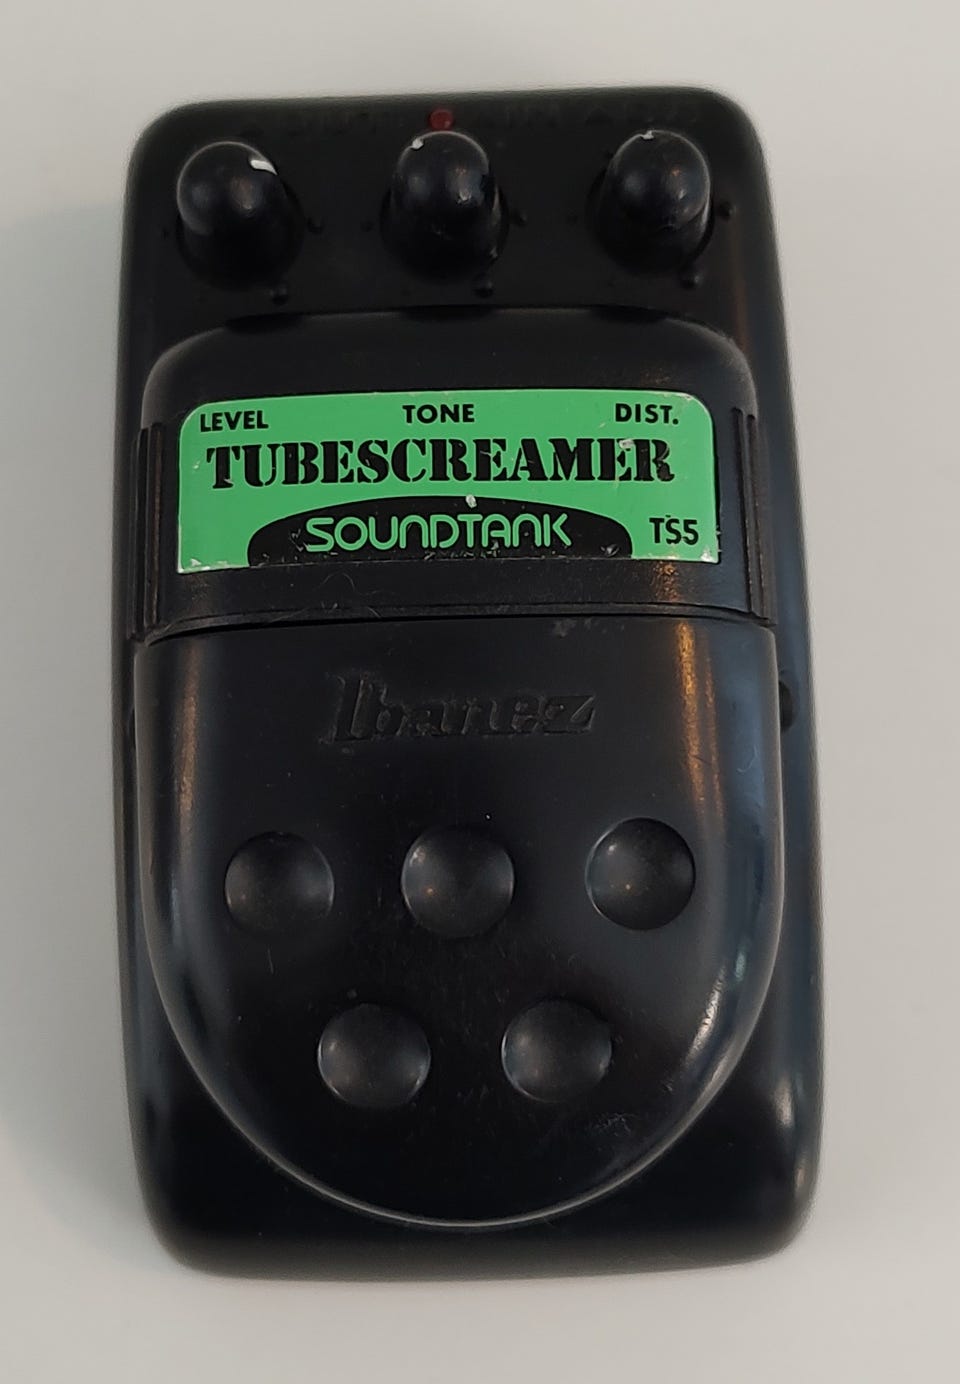 LEVEL TONE DIST.
TUBESCREAMER
SOUNDTANK TS5
Ibanez